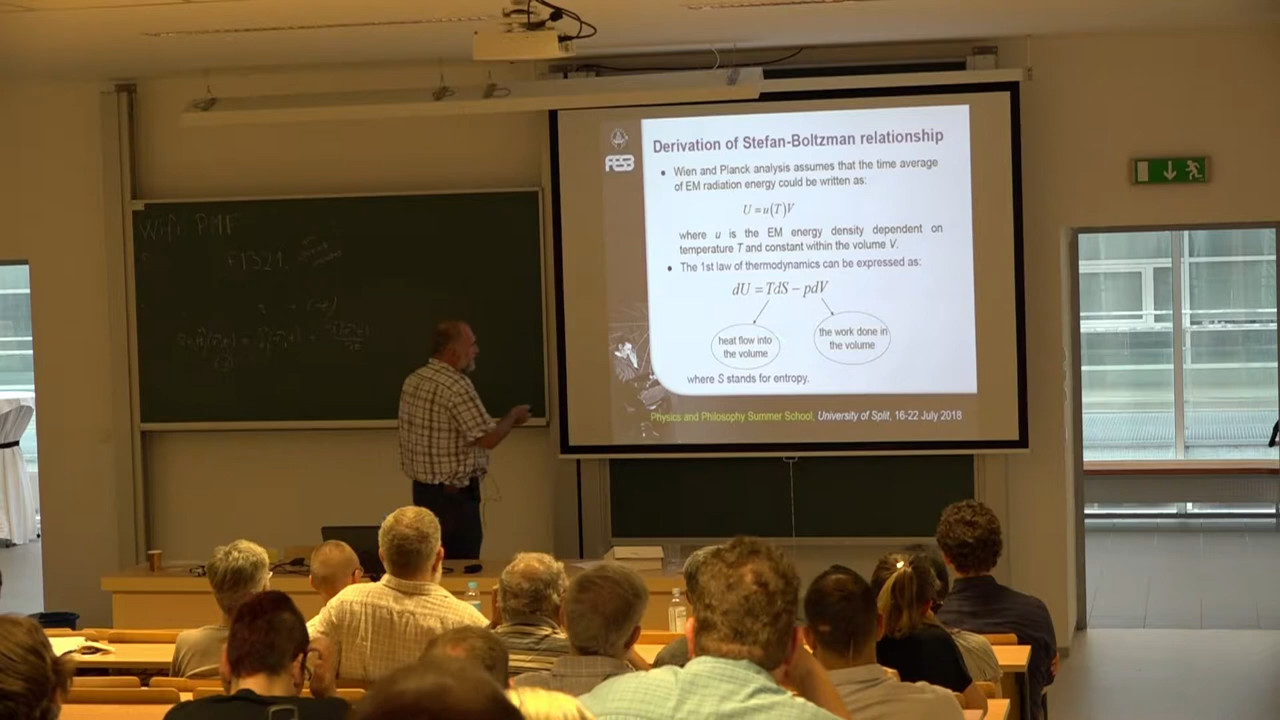 Wifi PMF
F1321
FESB
Derivation of Stefan-Boltzman relationship
• Wien and Planck analysis assumes that the time average
of EM radiation energy could be written as:
U = u(T)V
where u is the EM energy density dependent on
temperature T and constant within the volume V.
• The 1st law of thermodynamics can be expressed as:
dU = TdS − pdV
heat flow into
the volume
the work done in
the volume
where S stands for entropy.
Physics and Philosophy Summer School, University of Split, 16-22 July 2018